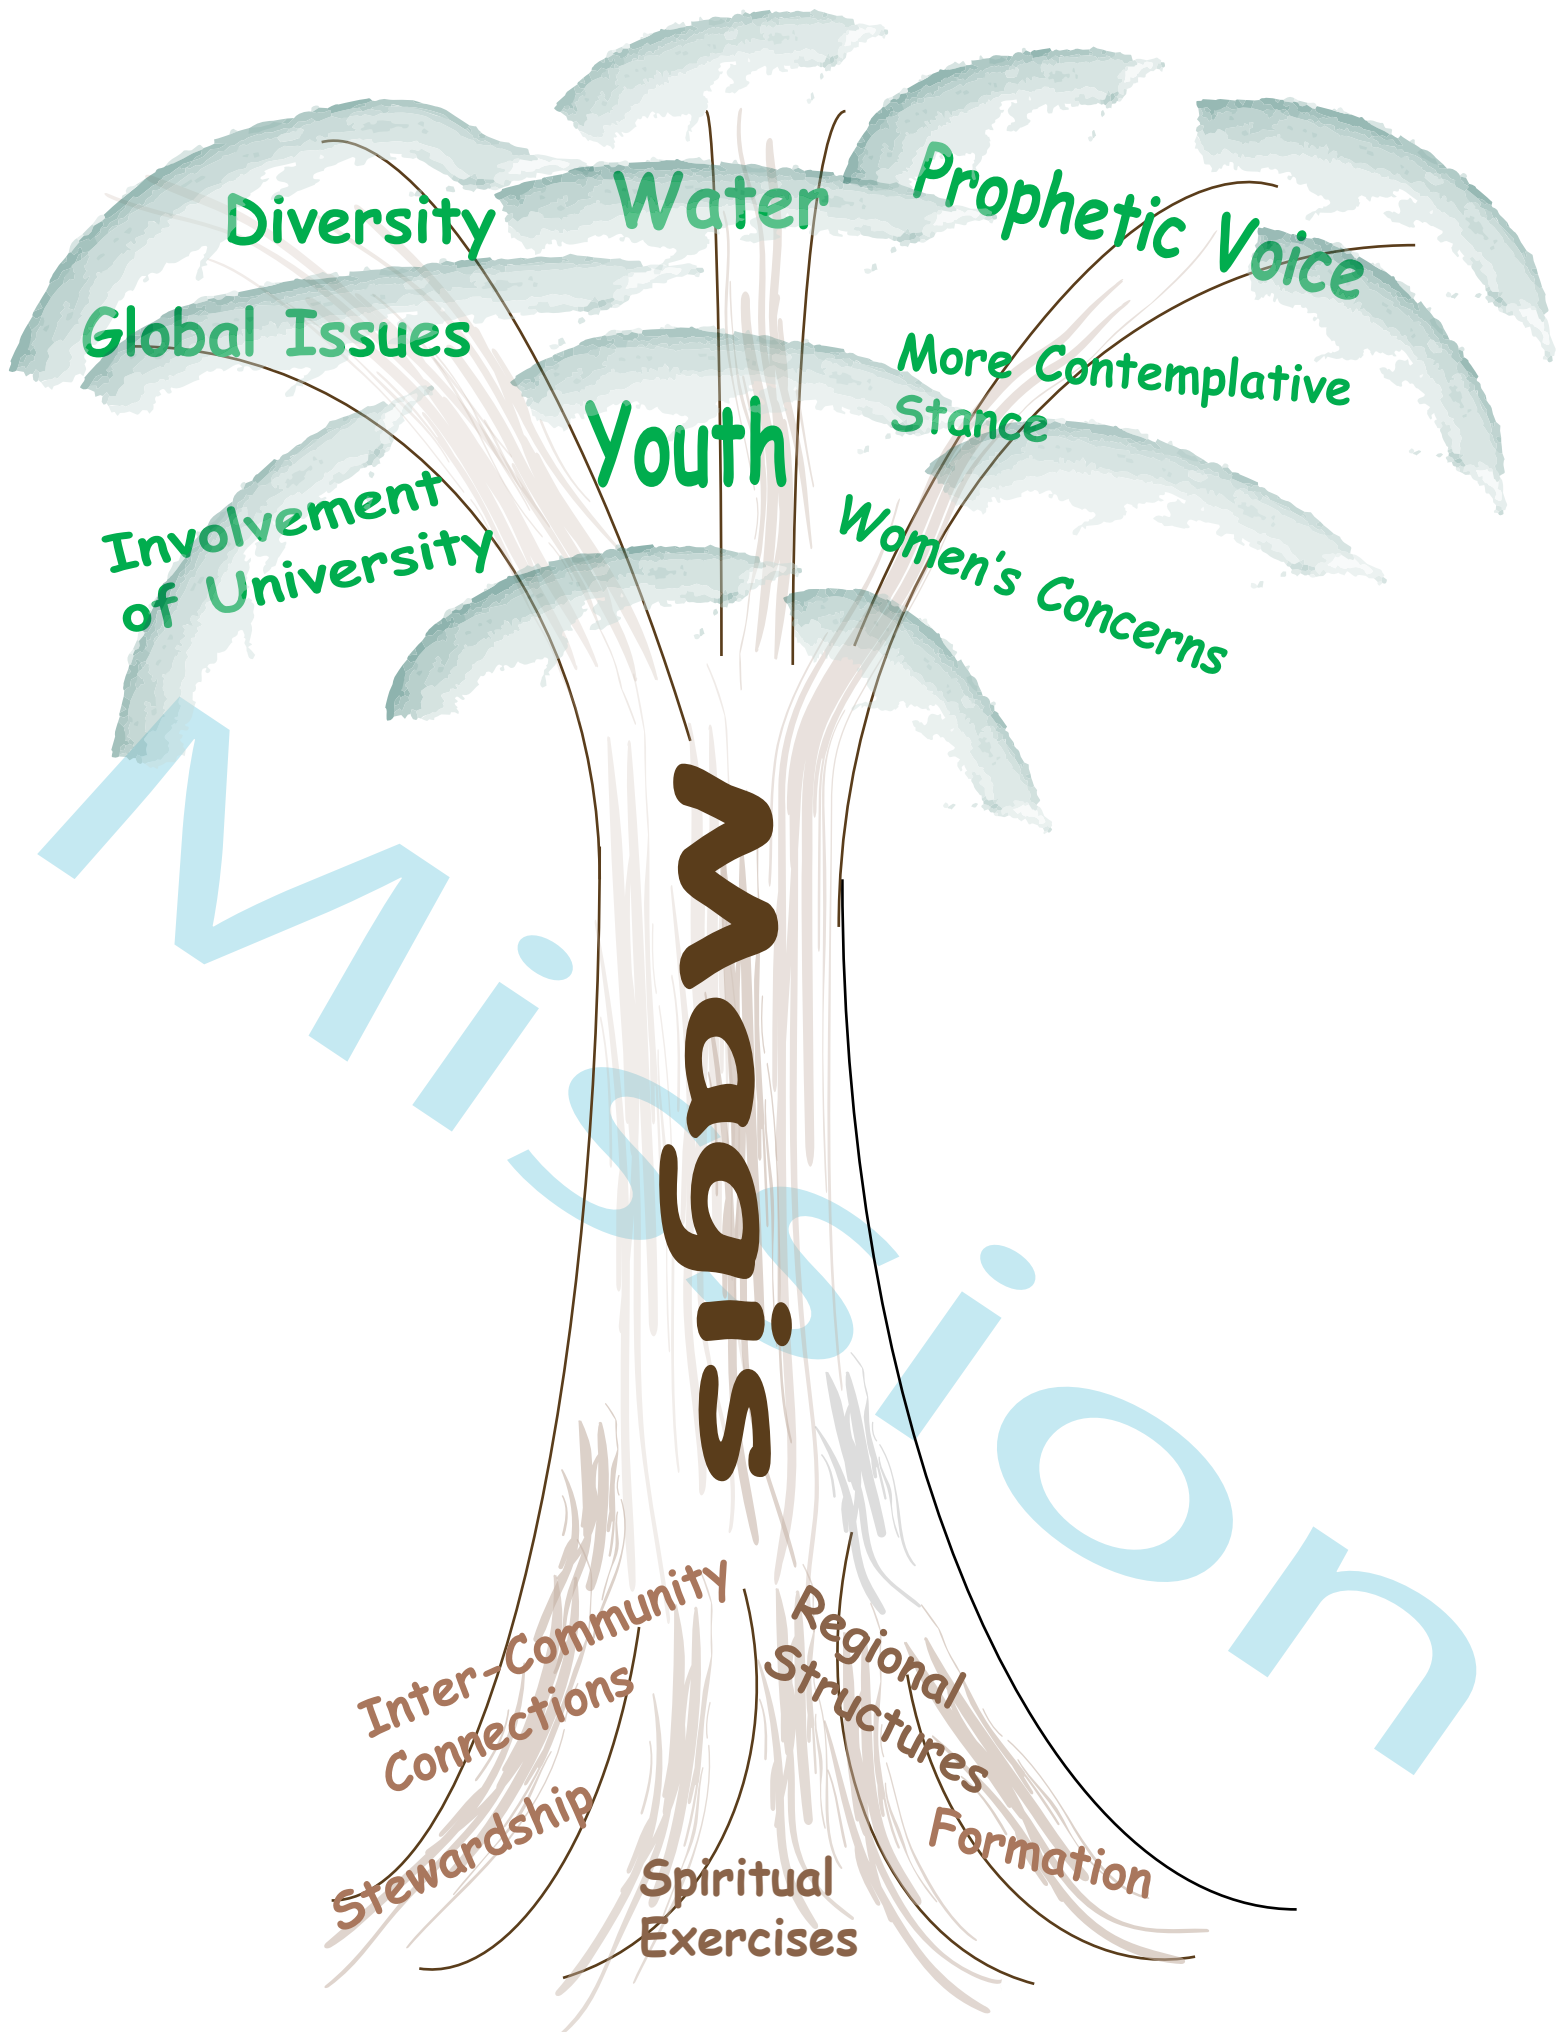 Water
Prophetic Voice
Diversity
Global Issues
More Contemplative
Stance
Youth
Involvement
of University
Women's Concerns
Mission
Magis
Inter-Community
Connections
Regional
Structures
Stewardship
Formation
Spiritual
Exercises